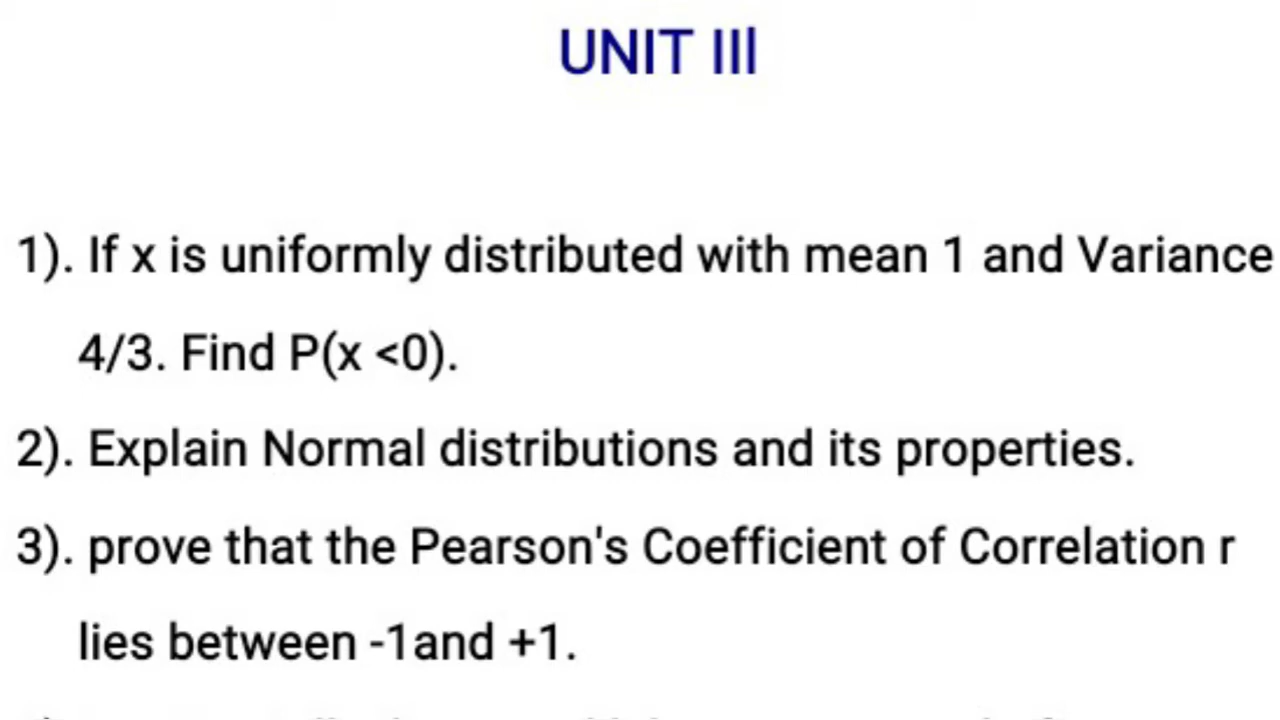 UNIT III
1). If x is uniformly distributed with mean 1 and Variance
4/3. Find P(x <0).
2). Explain Normal distributions and its properties.
3). prove that the Pearson's Coefficient of Correlation r
lies between -1and +1.